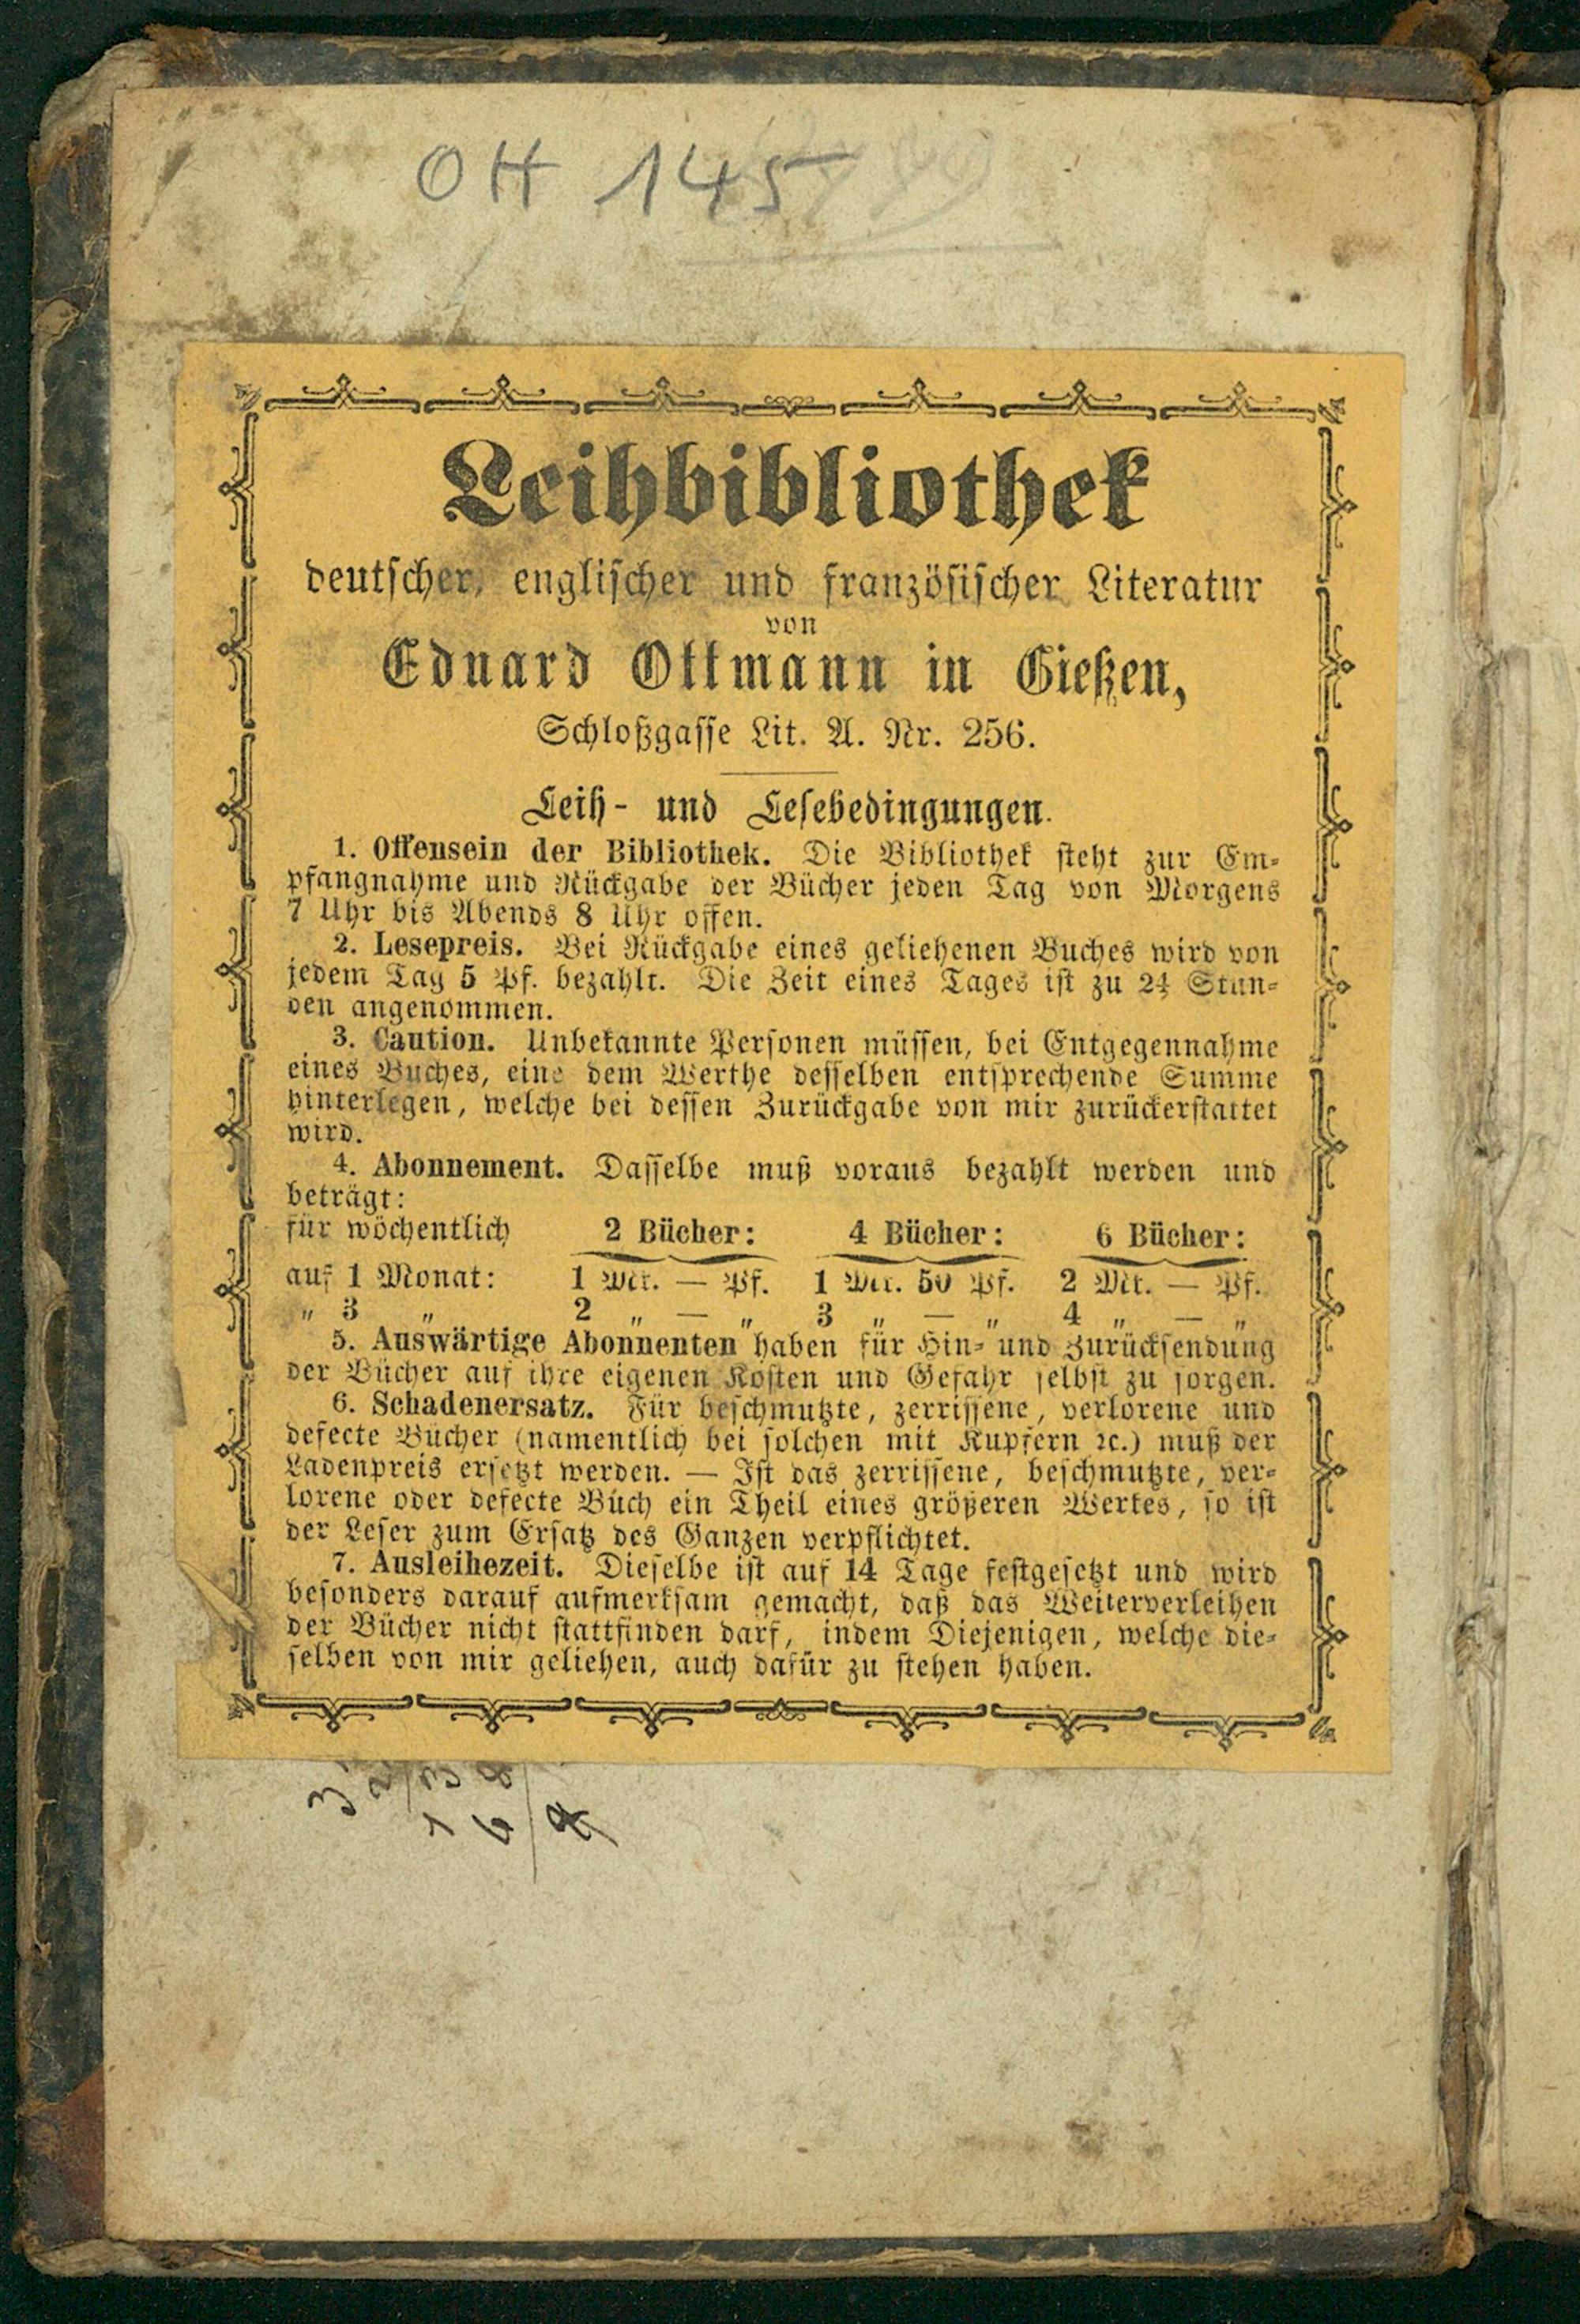 OH 145
Leihbibliothek
deutscher, englischer und französischer Literatur
von
Eduard Ottmann in Gießen,
Schloßgasse Lit. A. Nr. 256.
Leih- und Lesebedingungen.
1. Offensein der Bibliothek. Die Bibliothek steht zur Em-
pfangnahme und Rückgabe der Bücher jeden Tag von Morgens
7 Uhr bis Abends 8 Uhr offen.
2. Lesepreis. Bei Rückgabe eines geliehenen Buches wird von
jedem Tag 5 Pf. bezahlt. Die Zeit eines Tages ist zu 24 Stun-
den angenommen.
3. Caution. Unbekannte Personen müssen, bei Entgegennahme
eines Buches, eine dem Werthe desselben entsprechende Summe
hinterlegen, welche bei dessen Zurückgabe von mir zurückerstattet
wird.
4. Abonnement. Dasselbe muß voraus bezahlt werden und
beträgt:
für wöchentlich 2 Bücher: 4 Bücher: 6 Bücher:
auf 1 Monat: 1 Mk. — Pf. 1 Mk. 50 Pf. 2 Mk. — Pf.
„ 3 „ 2 „ — „ 3 „ — „ 4 „ — „
5. Auswärtige Abonnenten haben für Hin- und Zurücksendung
der Bücher auf ihre eigenen Kosten und Gefahr selbst zu sorgen.
6. Schadenersatz. Für beschmutzte, zerrissene, verlorene und
defecte Bücher (namentlich bei solchen mit Kupfern ꝛc.) muß der
Ladenpreis ersetzt werden. — Ist das zerrissene, beschmutzte, ver-
lorene oder defecte Buch ein Theil eines größeren Werkes, so ist
der Leser zum Ersatz des Ganzen verpflichtet.
7. Ausleihezeit. Dieselbe ist auf 14 Tage festgesetzt und wird
besonders darauf aufmerksam gemacht, daß das Weiterverleihen
der Bücher nicht stattfinden darf, indem Diejenigen, welche die-
selben von mir geliehen, auch dafür zu stehen haben.